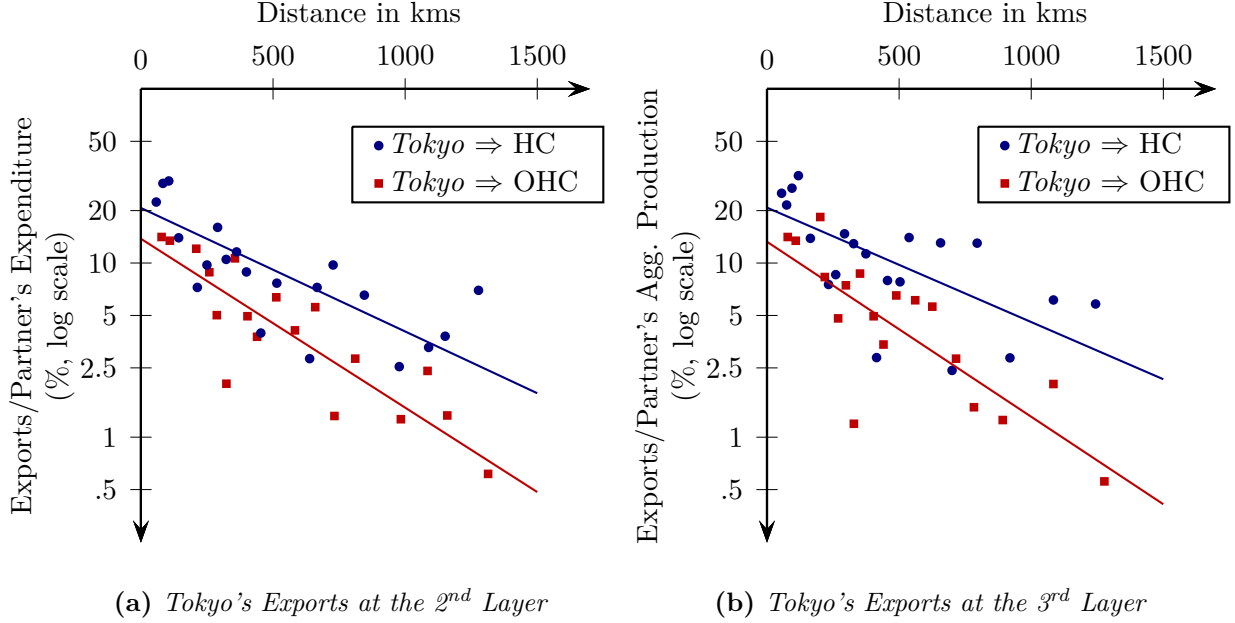 Distance in kms
0 500 1000 1500
Exports/Partner's Expenditure
(%, log scale)
50
20
10
5
2.5
1
.5
Tokyo ⇒ HC
Tokyo ⇒ OHC
(a) Tokyo's Exports at the 2nd Layer
Distance in kms
0 500 1000 1500
Exports/Partner's Agg. Production
(%, log scale)
50
20
10
5
2.5
1
.5
Tokyo ⇒ HC
Tokyo ⇒ OHC
(b) Tokyo's Exports at the 3rd Layer